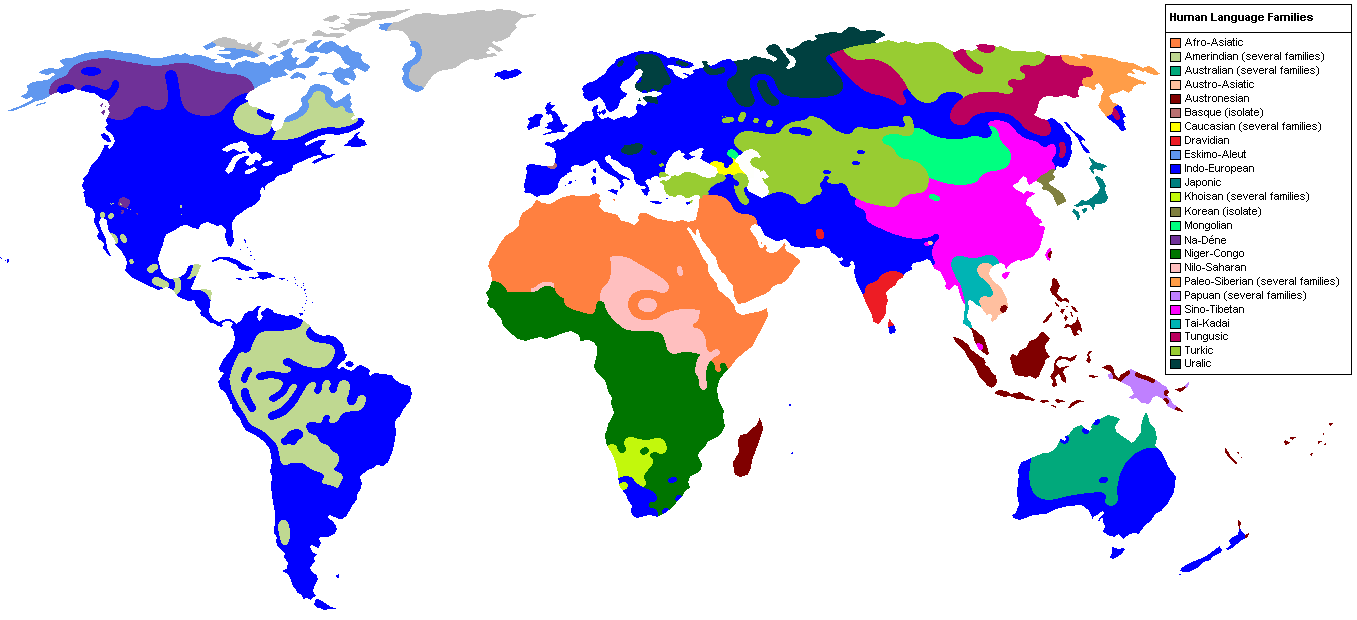 Human Language Families
Afro-Asiatic
Amerindian (several families)
Australian (several families)
Austro-Asiatic
Austronesian
Basque (isolate)
Caucasian (several families)
Dravidian
Eskimo-Aleut
Indo-European
Japonic
Khoisan (several families)
Korean (isolate)
Mongolian
Na-Déne
Niger-Congo
Nilo-Saharan
Paleo-Siberian (several families)
Papuan (several families)
Sino-Tibetan
Tai-Kadai
Tungusic
Turkic
Uralic